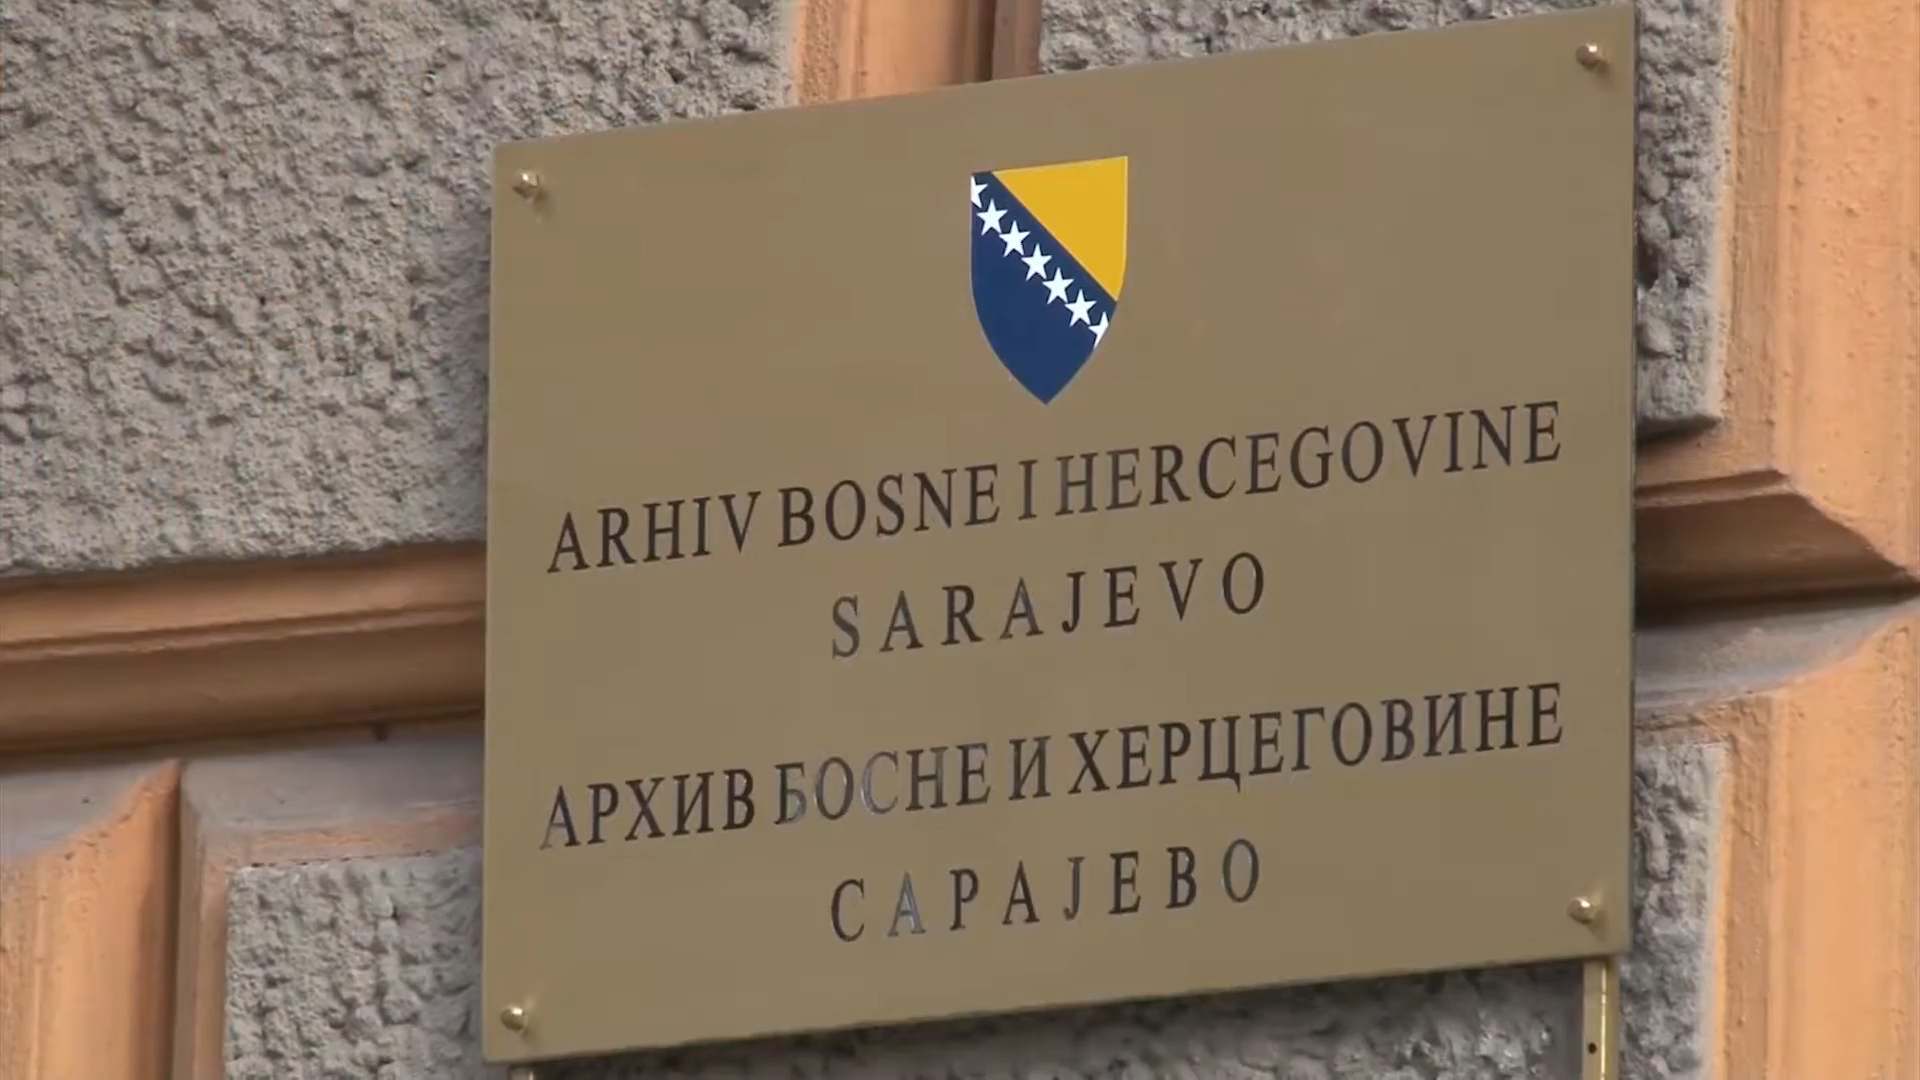 ARHIV BOSNE I HERCEGOVINE
SARAJEVO
АРХИВ БОСНЕ И ХЕРЦЕГОВИНЕ
САРАЈЕВО